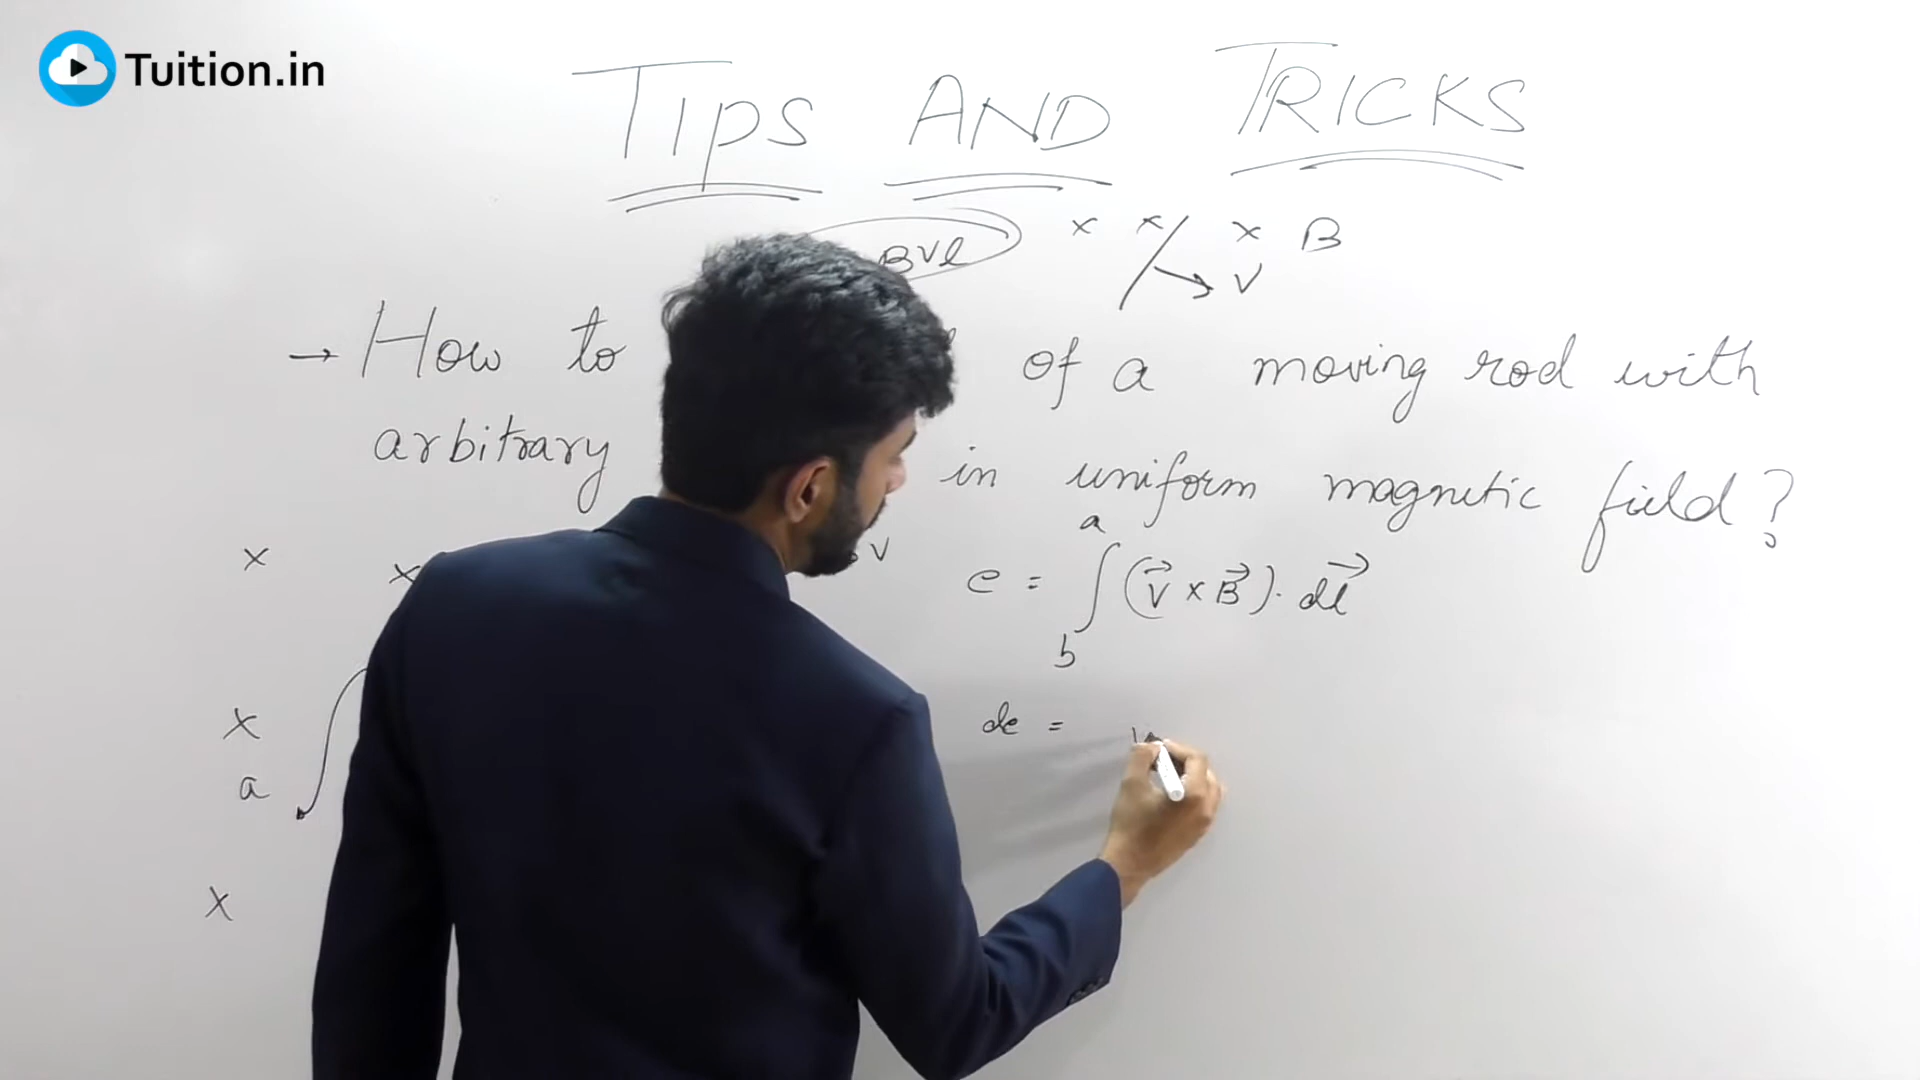 Tuition.in
TIPS AND TRICKS
BVl
x x x B
V
→ How to of a moving rod with
arbitrary in uniform magnetic field?
x x V
e = ∫ᵇᵃ (V⃗ × B⃗). dl⃗
x
a
de =
x